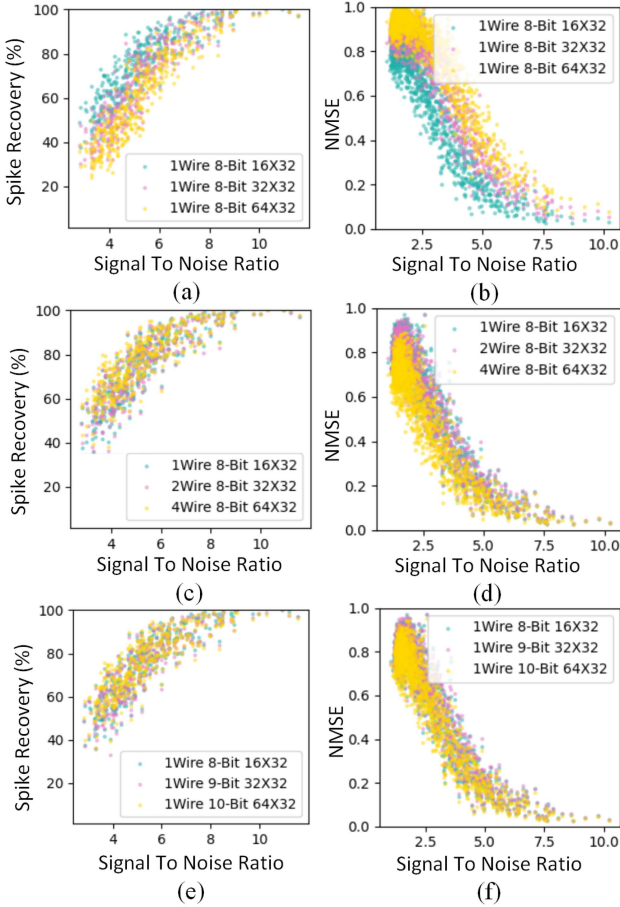 100
80
60
40
20
Spike Recovery (%)
1Wire 8-Bit 16X32
1Wire 8-Bit 32X32
1Wire 8-Bit 64X32
4 6 8 10
Signal To Noise Ratio
(a)
1.0
0.8
0.6
0.4
0.2
0.0
NMSE
1Wire 8-Bit 16X32
1Wire 8-Bit 32X32
1Wire 8-Bit 64X32
2.5 5.0 7.5 10.0
Signal To Noise Ratio
(b)
100
80
60
40
20
Spike Recovery (%)
1Wire 8-Bit 16X32
2Wire 8-Bit 32X32
4Wire 8-Bit 64X32
4 6 8 10
Signal To Noise Ratio
(c)
1.0
0.8
0.6
0.4
0.2
0.0
NMSE
1Wire 8-Bit 16X32
2Wire 8-Bit 32X32
4Wire 8-Bit 64X32
2.5 5.0 7.5 10.0
Signal To Noise Ratio
(d)
100
80
60
40
20
Spike Recovery (%)
1Wire 8-Bit 16X32
1Wire 9-Bit 32X32
1Wire 10-Bit 64X32
4 6 8 10
Signal To Noise Ratio
(e)
1.0
0.8
0.6
0.4
0.2
0.0
NMSE
1Wire 8-Bit 16X32
1Wire 9-Bit 32X32
1Wire 10-Bit 64X32
2.5 5.0 7.5 10.0
Signal To Noise Ratio
(f)